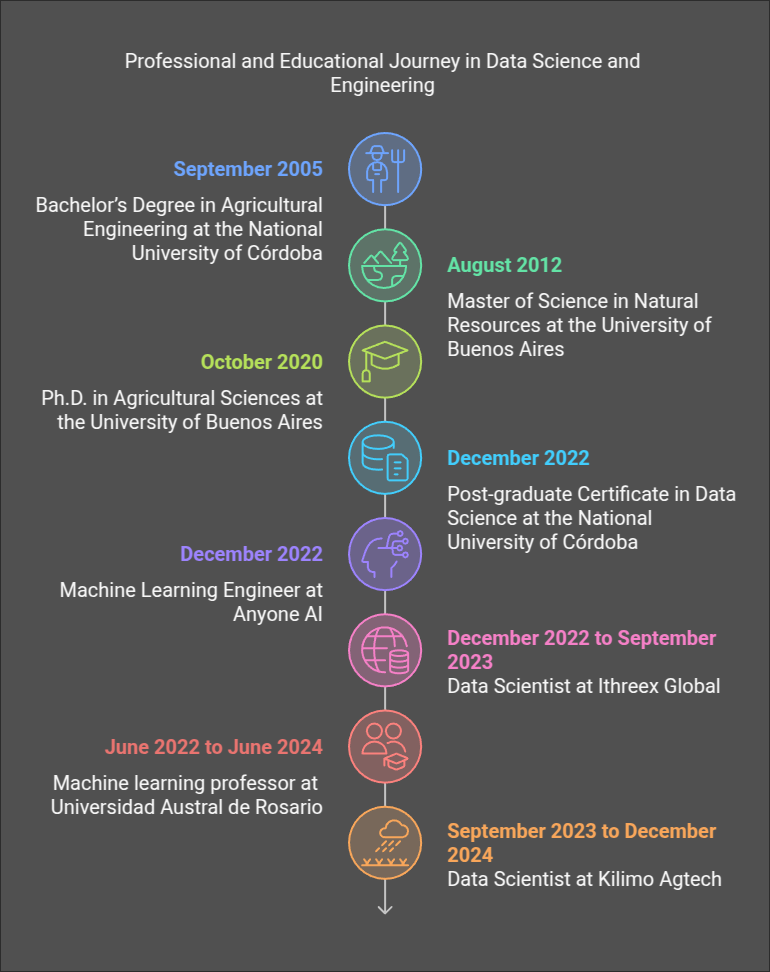 Professional and Educational Journey in Data Science and
Engineering
September 2005
Bachelor’s Degree in Agricultural
Engineering at the National
University of Córdoba
August 2012
Master of Science in Natural
Resources at the University of
Buenos Aires
October 2020
Ph.D. in Agricultural Sciences at
the University of Buenos Aires
December 2022
Post-graduate Certificate in Data
Science at the National
University of Córdoba
December 2022
Machine Learning Engineer at
Anyone AI
December 2022 to September
2023
Data Scientist at Ithreex Global
June 2022 to June 2024
Machine learning professor at
Universidad Austral de Rosario
September 2023 to December
2024
Data Scientist at Kilimo Agtech